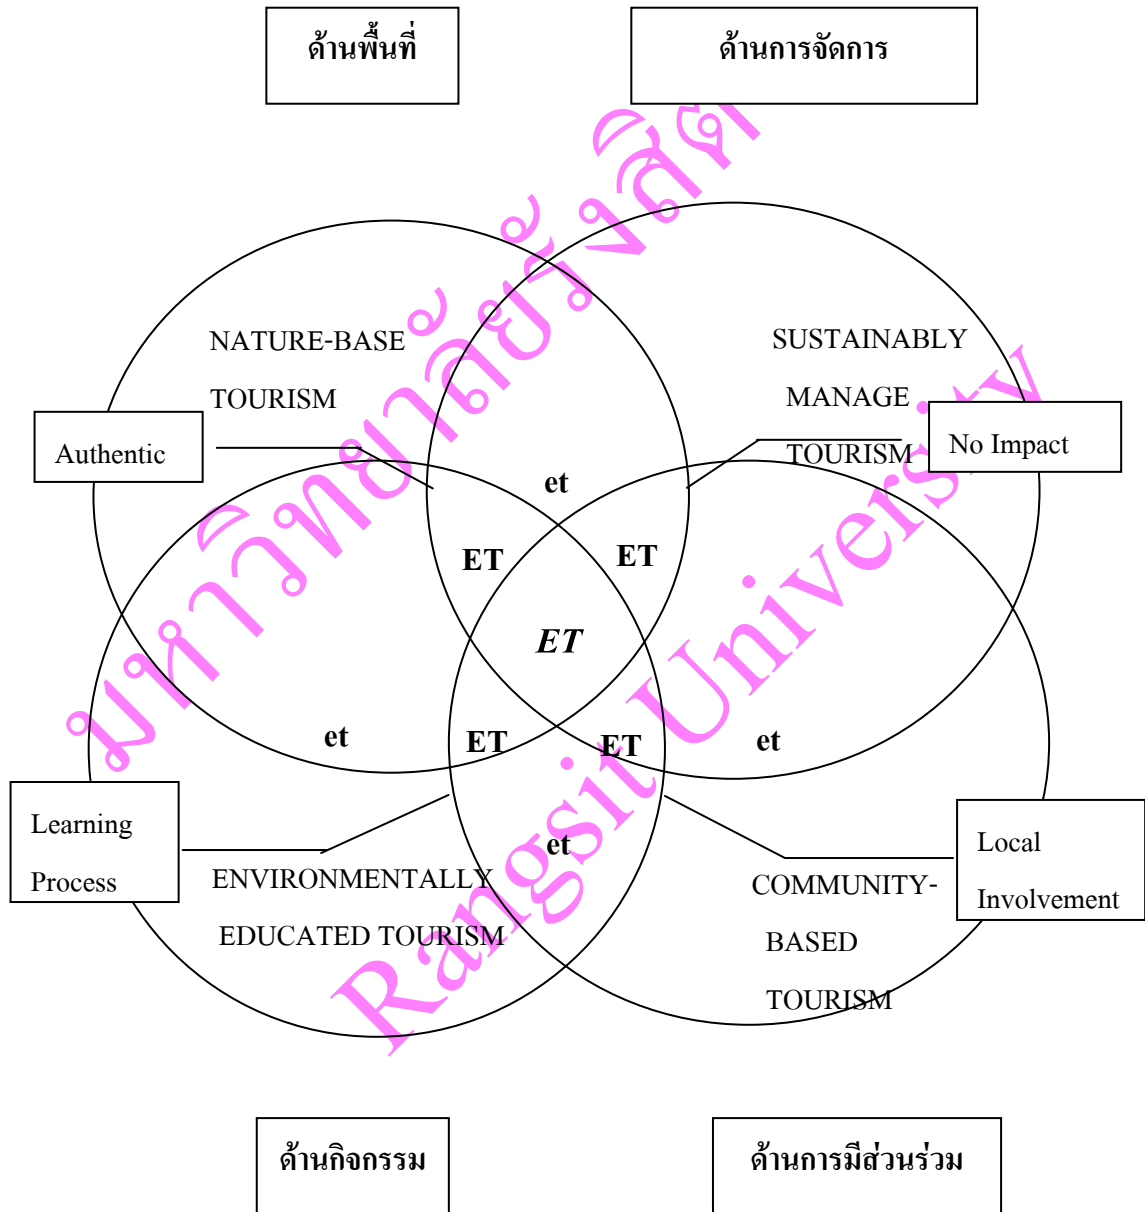 ด้านพื้นที่
ด้านการจัดการ
NATURE-BASE
TOURISM
SUSTAINABLY
MANAGE
TOURISM
Authentic
No Impact
et
ET
ET
ET
et
ET
ET
et
Learning
Process
et
Local
Involvement
ENVIRONMENTALLY
EDUCATED TOURISM
COMMUNITY-
BASED
TOURISM
ด้านกิจกรรม
ด้านการมีส่วนร่วม
มหาวิทยาลัยรังสิต
Rangsit University